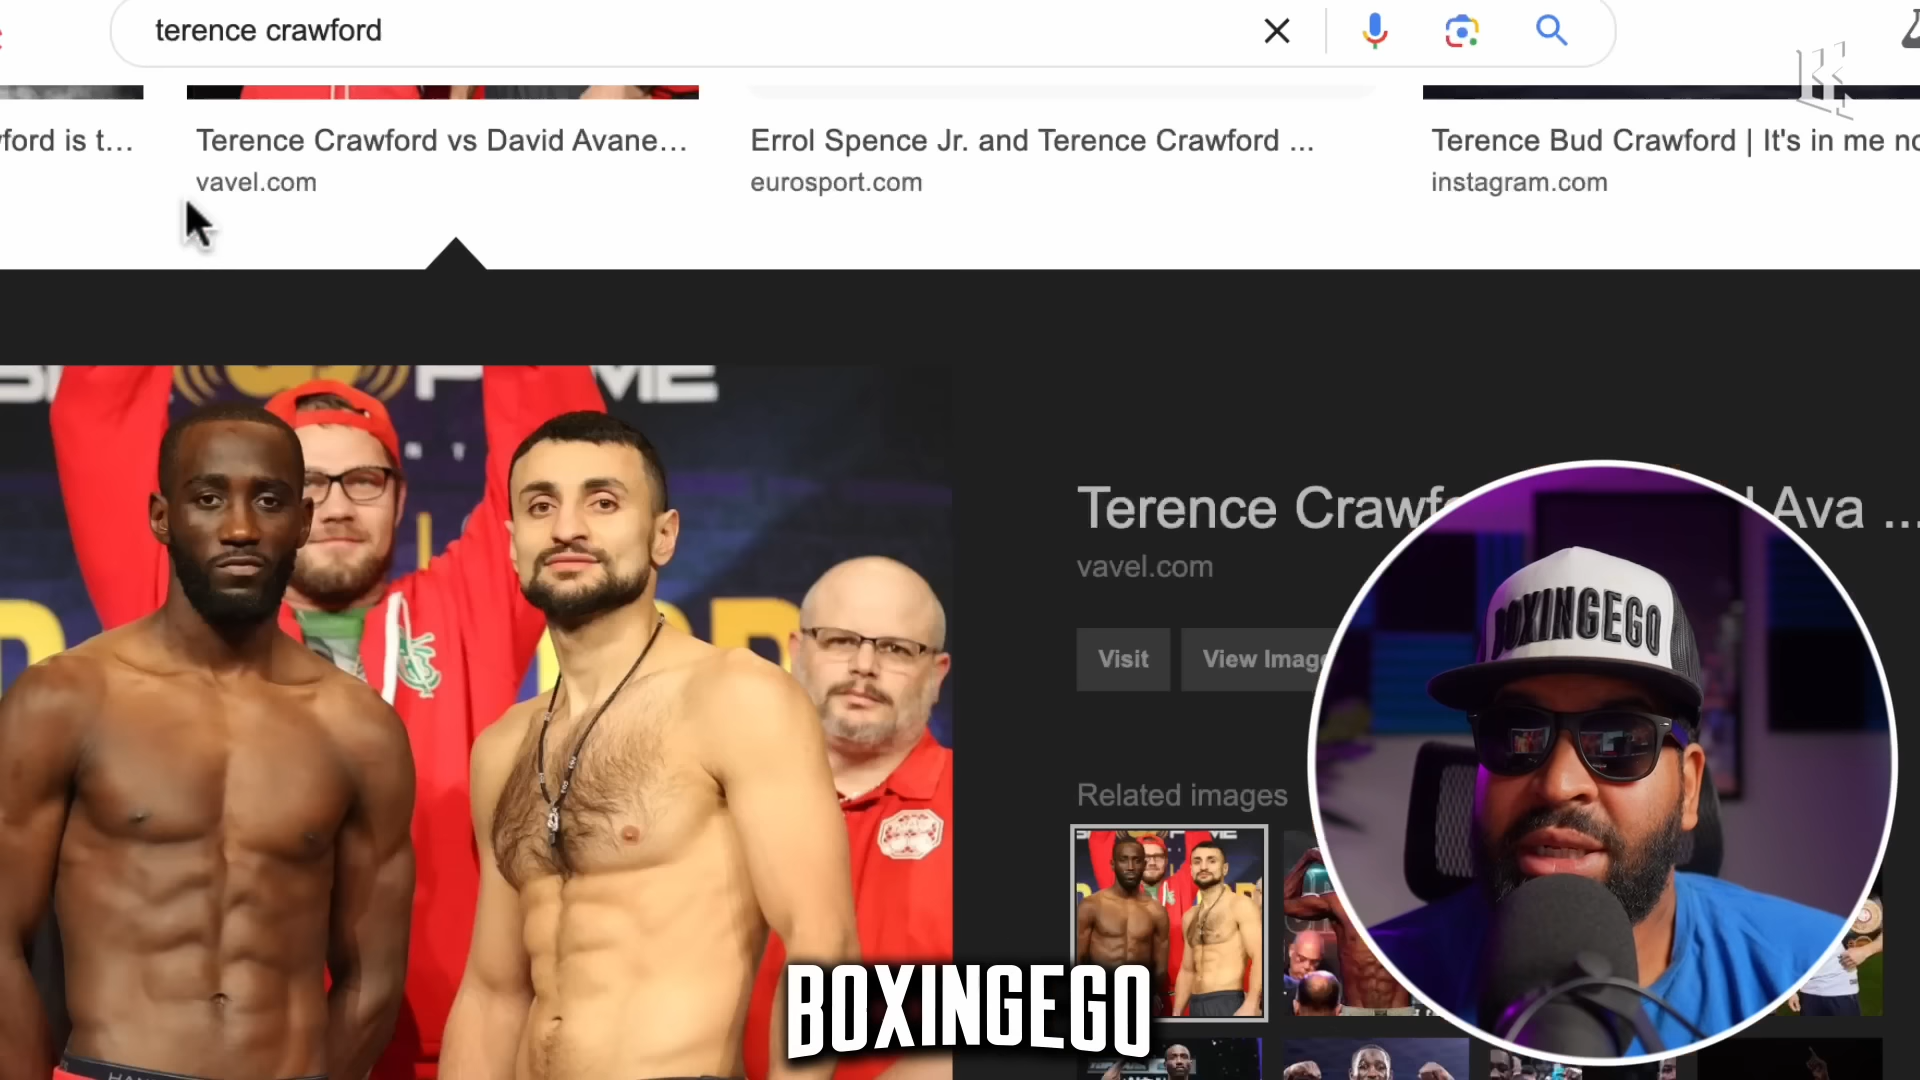 terence crawford
ford is t...
Terence Crawford vs David Avane...
vavel.com
Errol Spence Jr. and Terence Crawford ...
eurosport.com
Terence Bud Crawford | It's in me no
instagram.com
Terence Crawf
Ava ...
vavel.com
Visit
View Imag
Related images
BOXINGEGO
BOXINGEGO